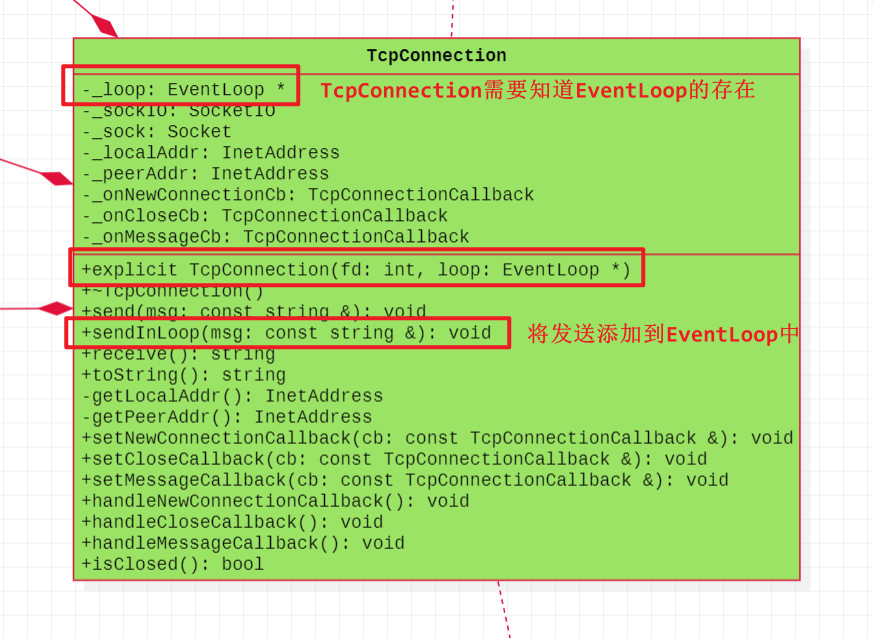 TcpConnection
-_loop: EventLoop * TcpConnection需要知道EventLoop的存在
-_sockIO: SocketIO
-_sock: Socket
-_localAddr: InetAddress
-_peerAddr: InetAddress
-_onNewConnectionCb: TcpConnectionCallback
-_onCloseCb: TcpConnectionCallback
-_onMessageCb: TcpConnectionCallback
+explicit TcpConnection(fd: int, loop: EventLoop *)
+~TcpConnection()
+send(msg: const string &): void
+sendInLoop(msg: const string &): void 将发送添加到EventLoop中
+receive(): string
+toString(): string
-getLocalAddr(): InetAddress
-getPeerAddr(): InetAddress
+setNewConnectionCallback(cb: const TcpConnectionCallback &): void
+setCloseCallback(cb: const TcpConnectionCallback &): void
+setMessageCallback(cb: const TcpConnectionCallback &): void
+handleNewConnectionCallback(): void
+handleCloseCallback(): void
+handleMessageCallback(): void
+isClosed(): bool